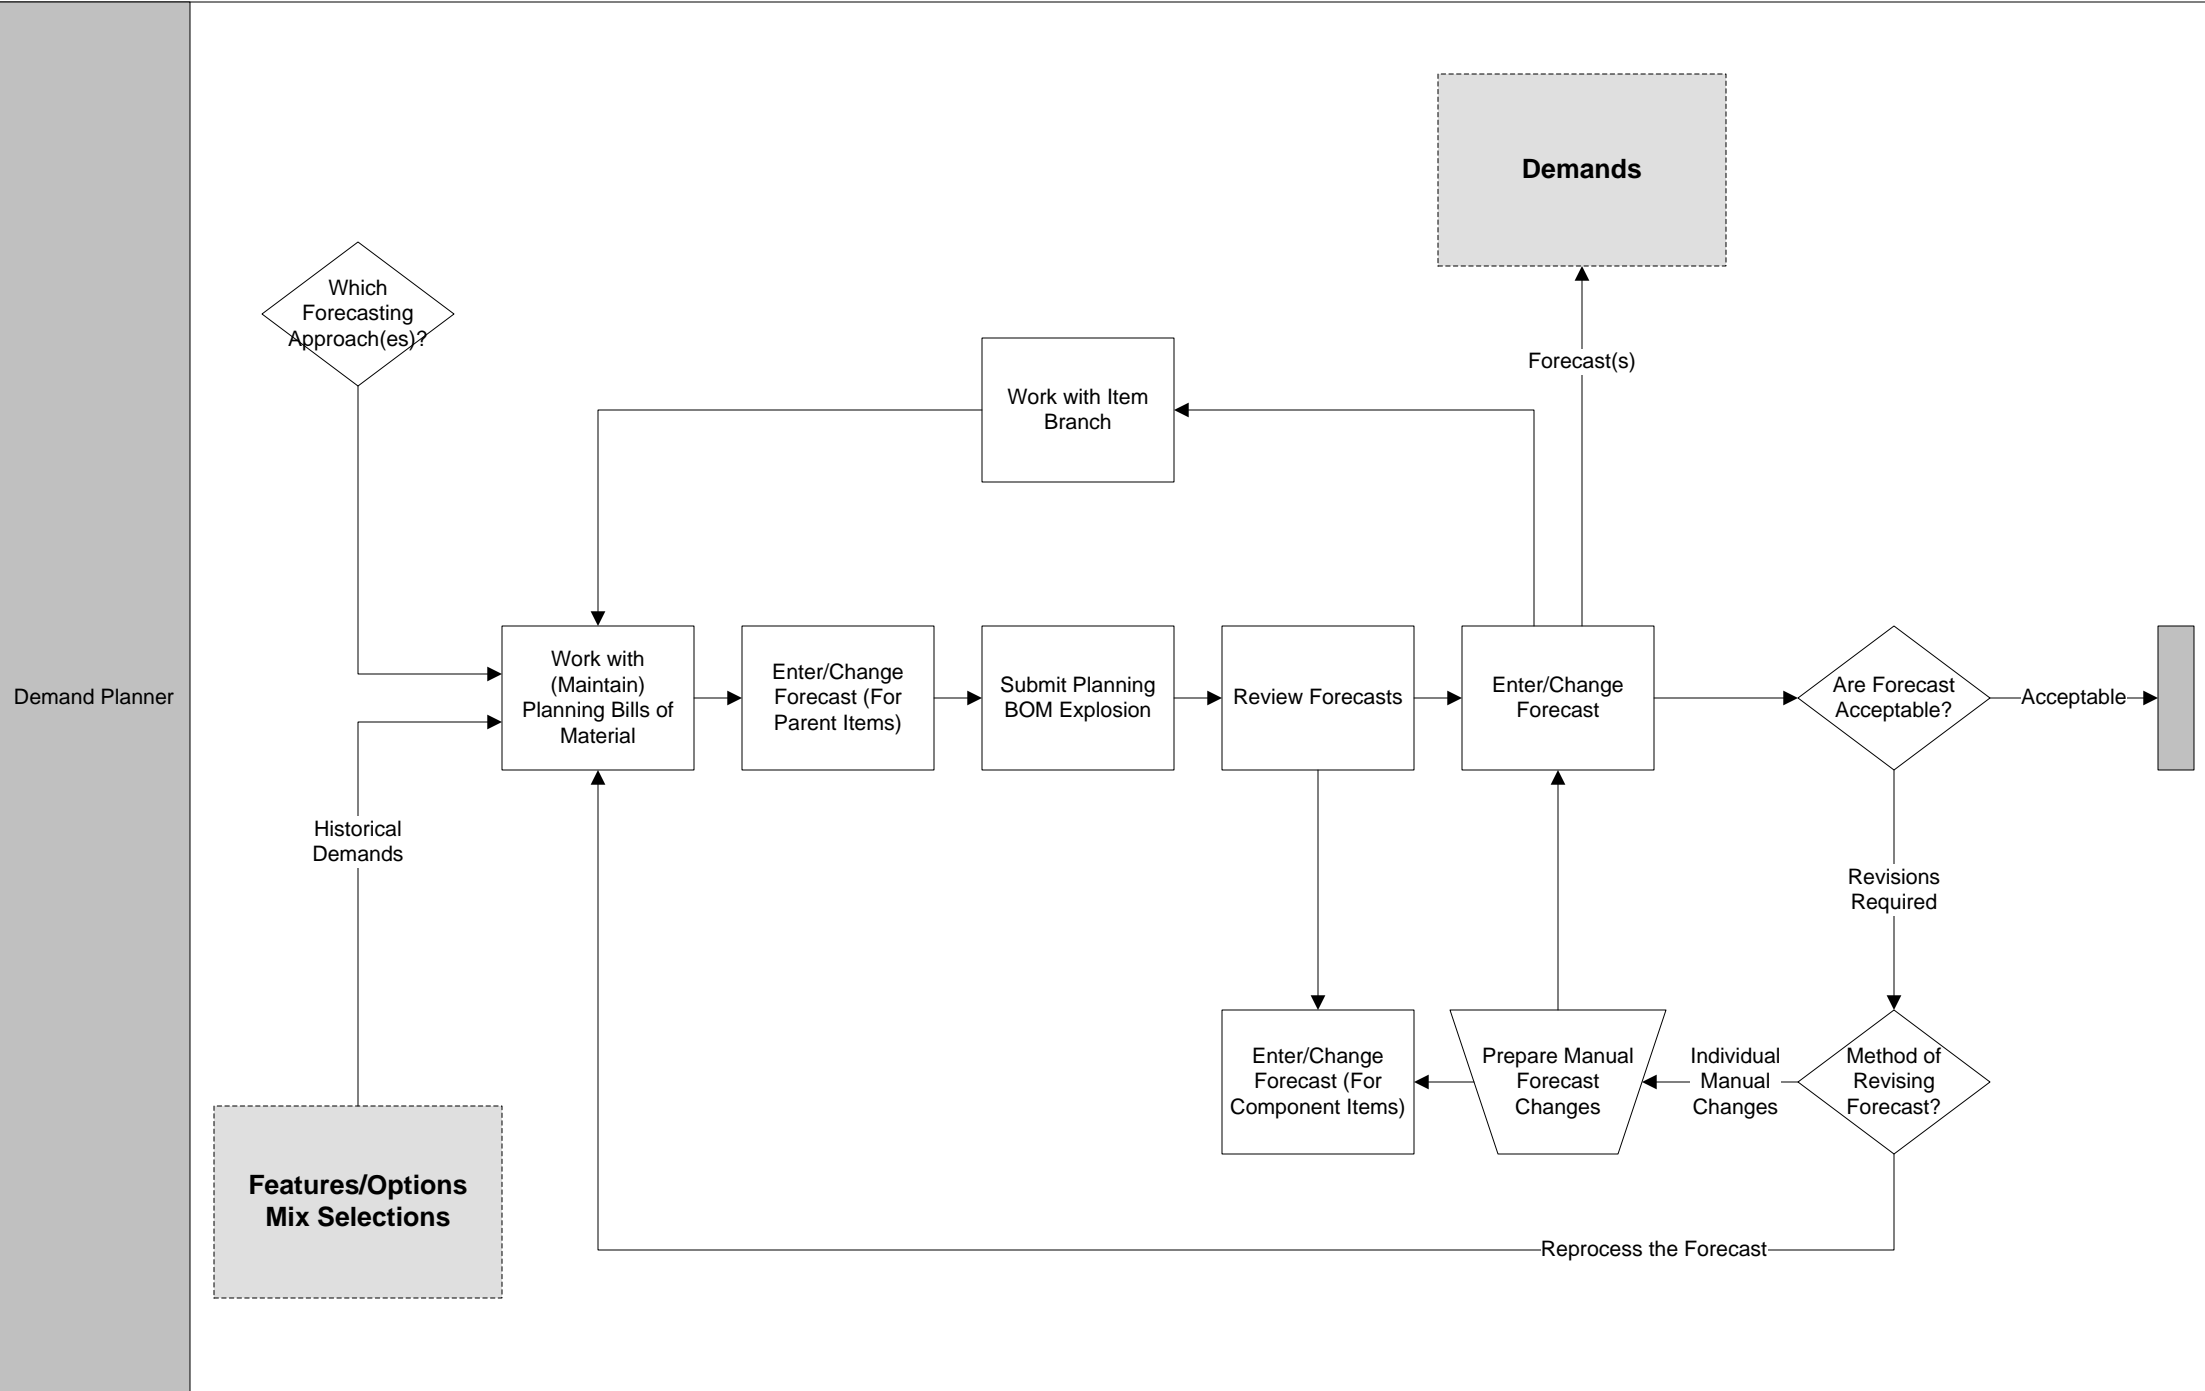 Demands
Which
Forecasting
Approach(es)?
Forecast(s)
Work with Item
Branch
Demand Planner
Work with
(Maintain)
Planning Bills of
Material
Enter/Change
Forecast (For
Parent Items)
Submit Planning
BOM Explosion
Review Forecasts
Enter/Change
Forecast
Are Forecast
Acceptable?
Acceptable
Historical
Demands
Revisions
Required
Enter/Change
Forecast (For
Component Items)
Prepare Manual
Forecast
Changes
Individual
Manual
Changes
Method of
Revising
Forecast?
Features/Options
Mix Selections
Reprocess the Forecast